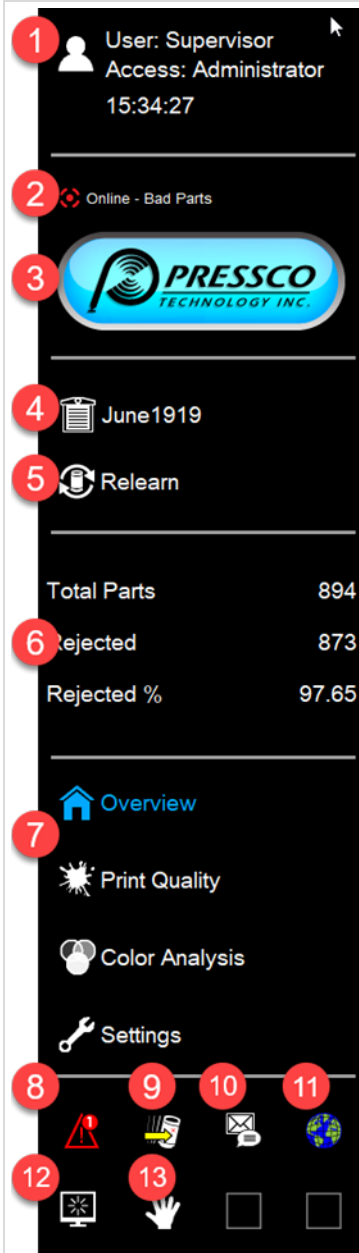 1
User: Supervisor
Access: Administrator
15:34:27
2
Online - Bad Parts
3
PRESSCO
TECHNOLOGY INC.
4
June1919
5
Relearn
Total Parts 894
6
Rejected 873
Rejected % 97.65
Overview
7
Print Quality
Color Analysis
Settings
8 9 10 11
1
12 13